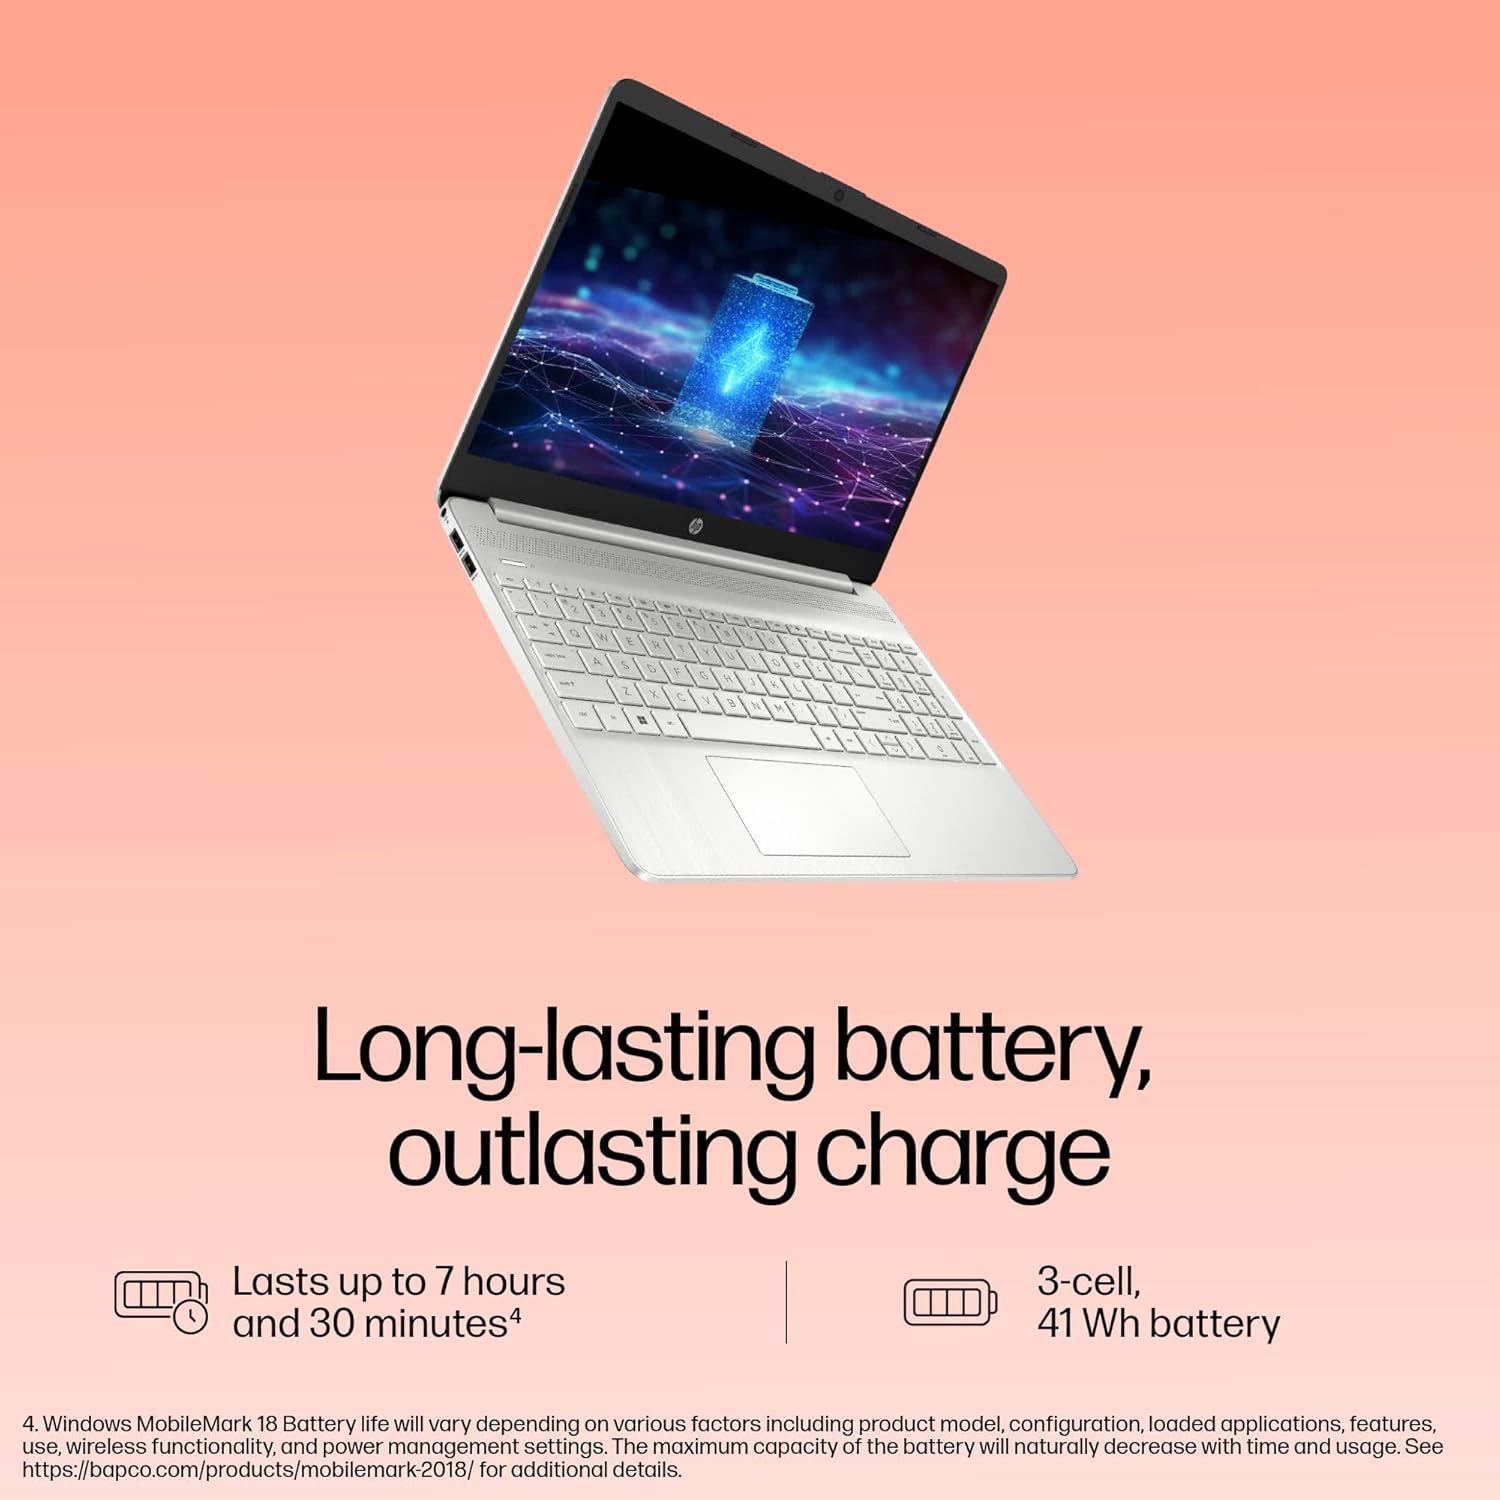 hp
Long-lasting battery,
outlasting charge
Lasts up to 7 hours
and 30 minutes⁴
3-cell,
41 Wh battery
4. Windows MobileMark 18 Battery life will vary depending on various factors including product model, configuration, loaded applications, features,
use, wireless functionality, and power management settings. The maximum capacity of the battery will naturally decrease with time and usage. See
https://bapco.com/products/mobilemark-2018/ for additional details.